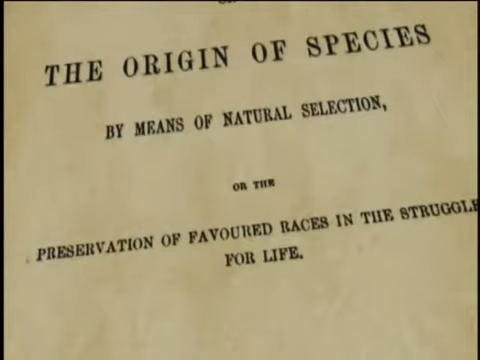 THE ORIGIN OF SPECIES
BY MEANS OF NATURAL SELECTION,
OR THE
PRESERVATION OF FAVOURED RACES IN THE STRUGGLE
FOR LIFE.